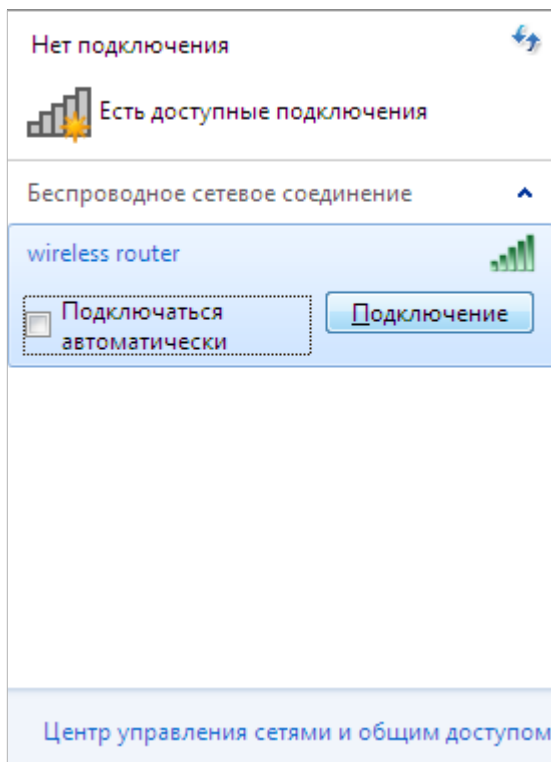 Нет подключения
Есть доступные подключения
Беспроводное сетевое соединение
wireless router
Подключаться
автоматически
Подключение
Центр управления сетями и общим доступом